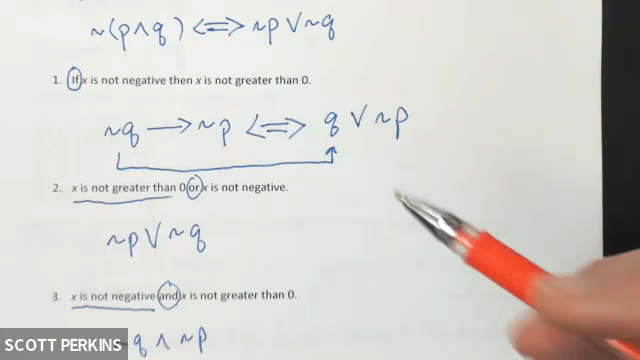 ~(p∧q) <=> ~p∨~q
1. If x is not negative then x is not greater than 0.
~q → ~p <=> q ∨ ~p
2. x is not greater than 0 or x is not negative.
~p∨~q
3. x is not negative and x is not greater than 0.
q ∧ ~p
SCOTT PERKINS